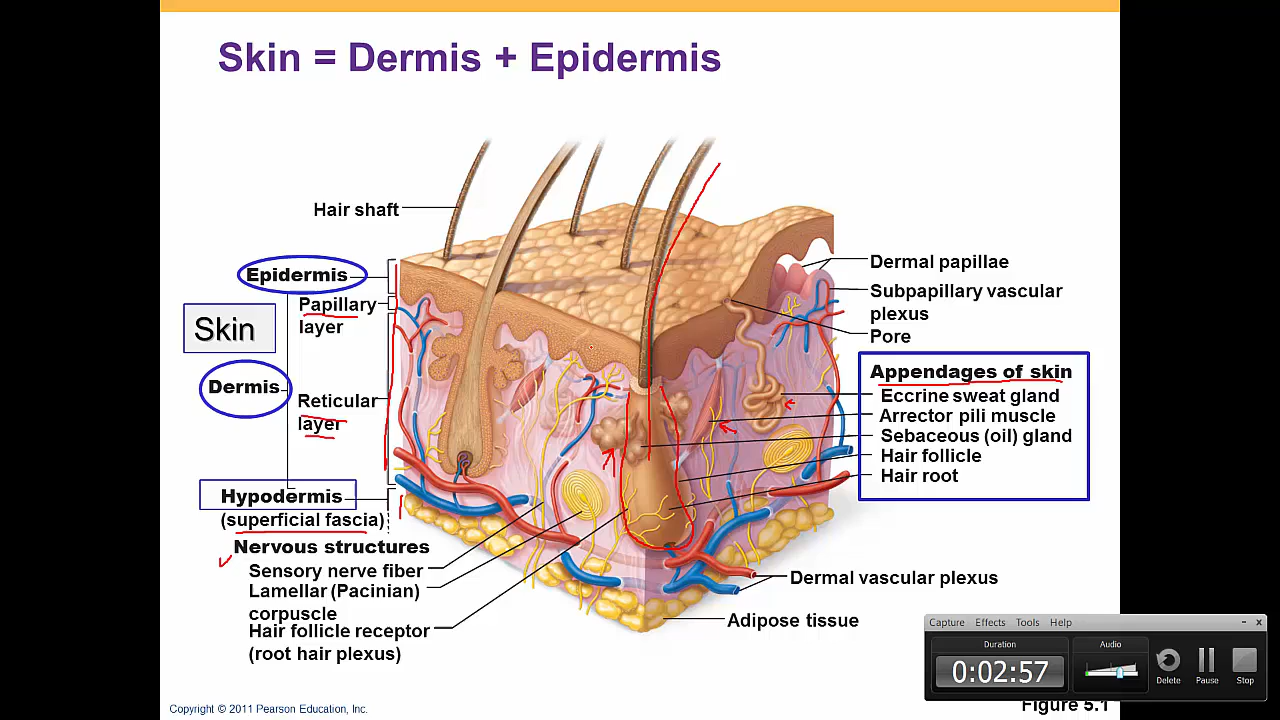 Skin = Dermis + Epidermis
Hair shaft
Epidermis
Papillary
layer
Skin
Dermis
Reticular
layer
Hypodermis
(superficial fascia)
Nervous structures
Sensory nerve fiber
Lamellar (Pacinian)
corpuscle
Hair follicle receptor
(root hair plexus)
Dermal papillae
Subpapillary vascular
plexus
Pore
Appendages of skin
Eccrine sweat gland
Arrector pili muscle
Sebaceous (oil) gland
Hair follicle
Hair root
Dermal vascular plexus
Adipose tissue
Capture Effects Tools Help
Duration
Audio
0:02:57
Delete Pause Stop
Copyright © 2011 Pearson Education, Inc.
Figure 5.1